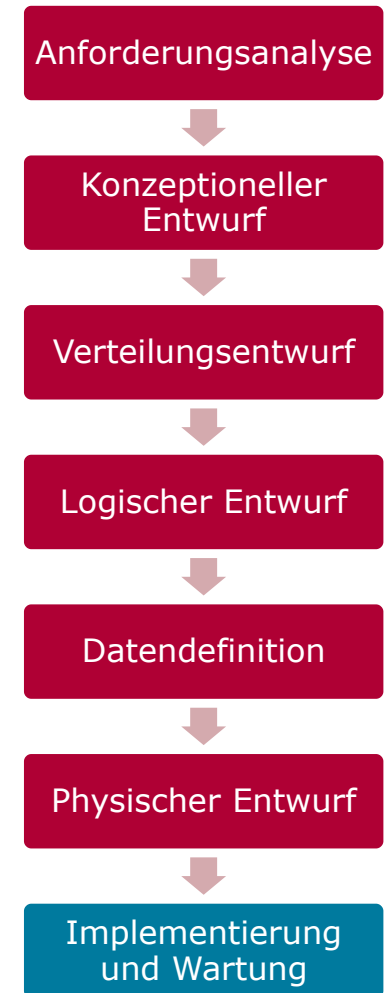 Anforderungsanalyse
Konzeptioneller
Entwurf
Verteilungsentwurf
Logischer Entwurf
Datendefinition
Physischer Entwurf
Implementierung
und Wartung